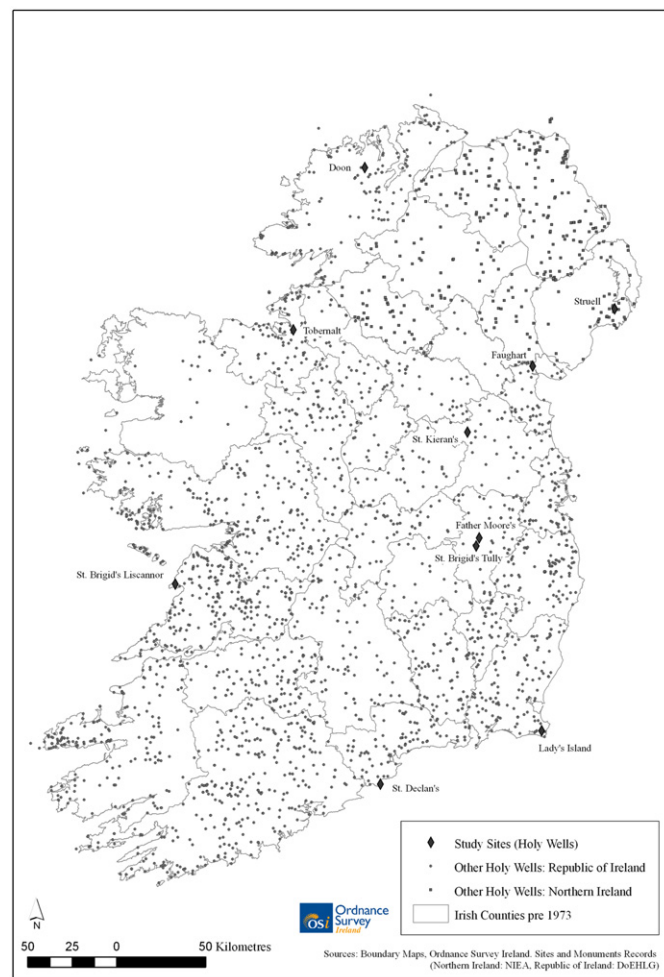 Doon
Struell
Tobernalt
Faughart
St. Kieran's
Father Moore's
St. Brigid's Tully
St. Brigid's Liscannor
Lady's Island
St. Declan's
Study Sites (Holy Wells)
Other Holy Wells: Republic of Ireland
Other Holy Wells: Northern Ireland
Irish Counties pre 1973
N
osi Ordnance
Survey
Ireland
50 25 0 50 Kilometres
Sources: Boundary Maps, Ordnance Survey Ireland. Sites and Monuments Records
(Northern Ireland: NIEA, Republic of Ireland: DoEHLG)